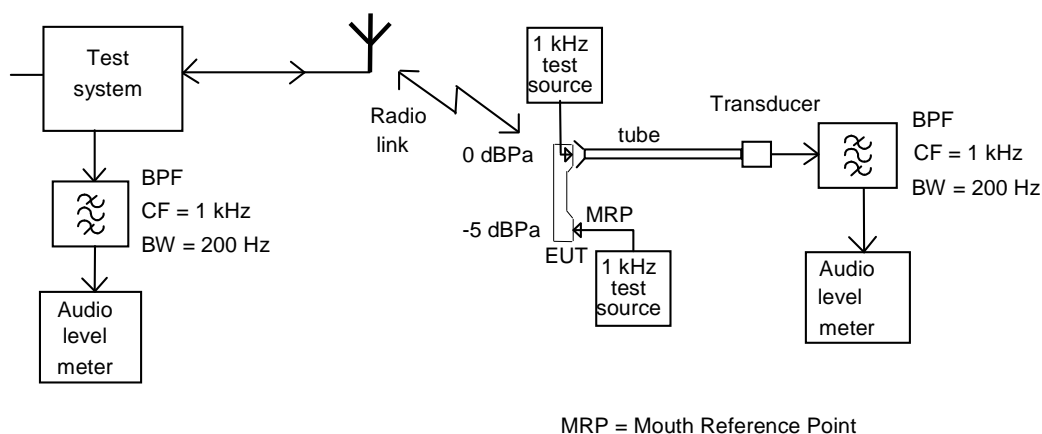 Test
system
BPF
CF = 1 kHz
BW = 200 Hz
Audio
level
meter
Radio
link
1 kHz
test
source
0 dBPa
-5 dBPa
EUT
MRP
1 kHz
test
source
tube
Transducer
BPF
CF = 1 kHz
BW = 200 Hz
Audio
level
meter
MRP = Mouth Reference Point